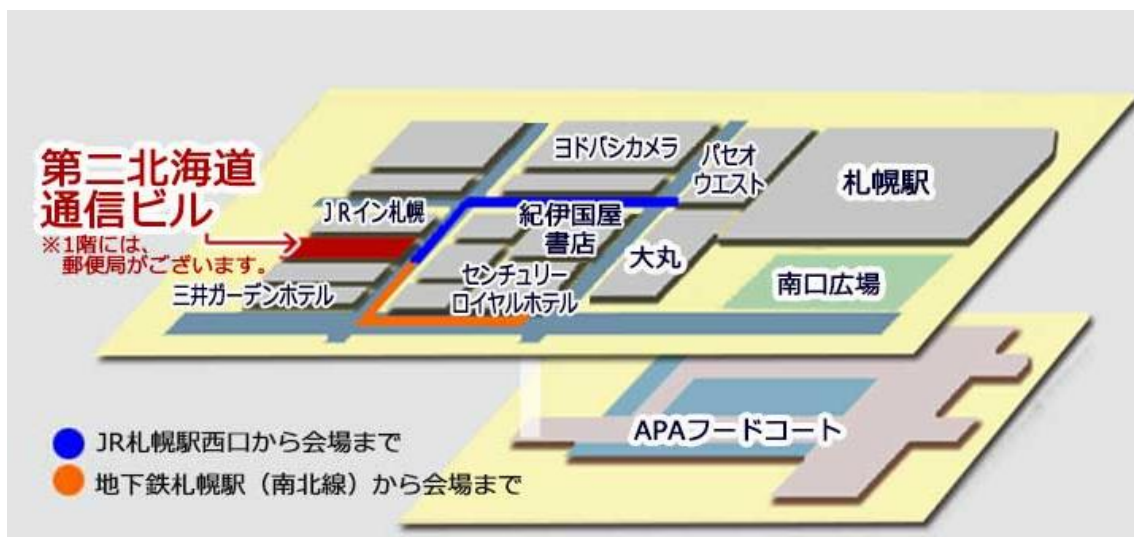 ヨドバシカメラ
パセオ
ウエスト
札幌駅
第二北海道
通信ビル
※1階には、
郵便局がございます。
JRイン札幌
紀伊国屋
書店
大丸
センチュリー
ロイヤルホテル
三井ガーデンホテル
南口広場
APAフードコート
JR札幌駅西口から会場まで
地下鉄札幌駅（南北線）から会場まで